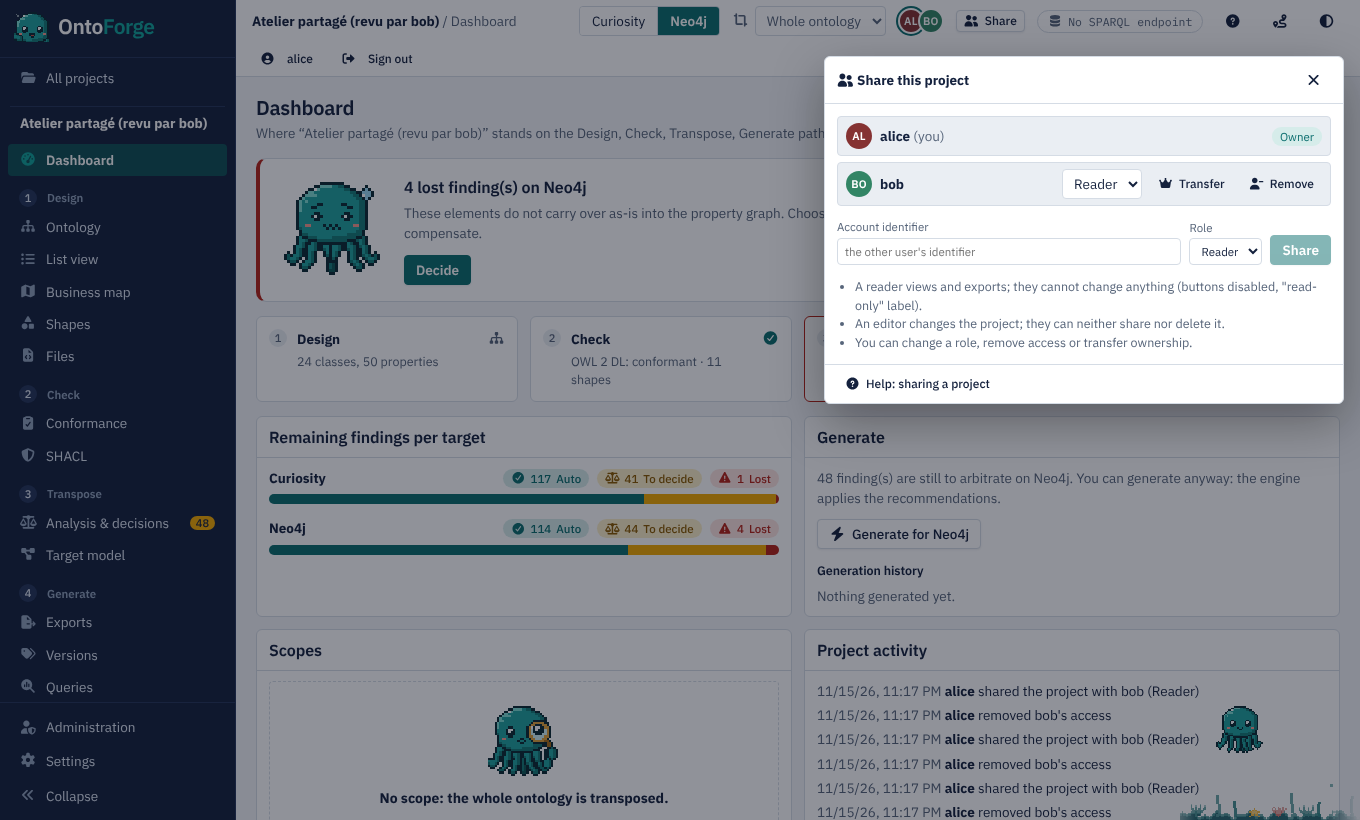 OntoForge
All projects
Atelier partagé (revu par bob)
Dashboard
1 Design
Ontology
List view
Business map
Shapes
Files
2 Check
Conformance
SHACL
3 Transpose
Analysis & decisions 48
Target model
4 Generate
Exports
Versions
Queries
Administration
Settings
Collapse
Atelier partagé (revu par bob) / Dashboard
Curiosity Neo4j Whole ontology AL BO Share No SPARQL endpoint
alice Sign out
Dashboard
Where “Atelier partagé (revu par bob)” stands on the Design, Check, Transpose, Generate path
4 lost finding(s) on Neo4j
These elements do not carry over as-is into the property graph. Choos
compensate.
Decide
1 Design
24 classes, 50 properties
2 Check
OWL 2 DL: conformant · 11
shapes
Share this project
AL alice (you) Owner
BO bob Reader Transfer Remove
Account identifier Role
the other user's identifier Reader Share
• A reader views and exports; they cannot change anything (buttons disabled, "read-
only" label).
• An editor changes the project; they can neither share nor delete it.
• You can change a role, remove access or transfer ownership.
Help: sharing a project
Remaining findings per target
Curiosity 117 Auto 41 To decide 1 Lost
Neo4j 114 Auto 44 To decide 4 Lost
Generate
48 finding(s) are still to arbitrate on Neo4j. You can generate anyway: the engine
applies the recommendations.
Generate for Neo4j
Generation history
Nothing generated yet.
Scopes
No scope: the whole ontology is transposed.
Project activity
11/15/26, 11:17 PM alice shared the project with bob (Reader)
11/15/26, 11:17 PM alice removed bob's access
11/15/26, 11:17 PM alice shared the project with bob (Reader)
11/15/26, 11:17 PM alice removed bob's access
11/15/26, 11:17 PM alice shared the project with bob (Reader)
11/15/26, 11:17 PM alice removed bob's access